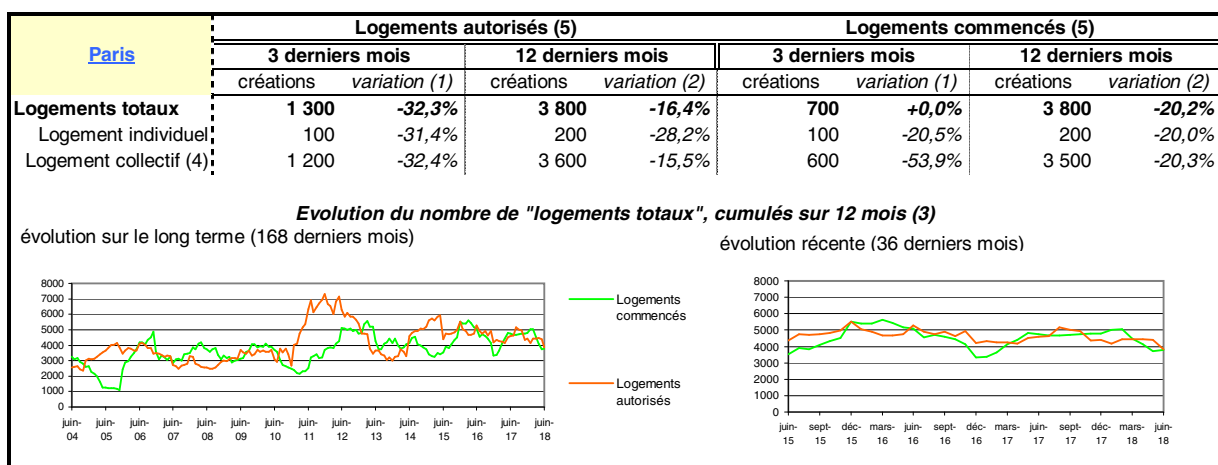 Logements autorisés (5) Logements commencés (5)
Paris
3 derniers mois 12 derniers mois 3 derniers mois 12 derniers mois
créations variation (1) créations variation (2) créations variation (1) créations variation (2)
Logements totaux 1 300 -32,3% 3 800 -16,4% 700 +0,0% 3 800 -20,2%
Logement individuel 100 -31,4% 200 -28,2% 100 -20,5% 200 -20,0%
Logement collectif (4) 1 200 -32,4% 3 600 -15,5% 600 -53,9% 3 500 -20,3%
Evolution du nombre de "logements totaux", cumulés sur 12 mois (3)
évolution sur le long terme (168 derniers mois)
8000
7000
6000
5000
4000
3000
2000
1000
0
juin-04 juin-05 juin-06 juin-07 juin-08 juin-09 juin-10 juin-11 juin-12 juin-13 juin-14 juin-15 juin-16 juin-17 juin-18
Logements commencés
Logements autorisés
évolution récente (36 derniers mois)
8000
7000
6000
5000
4000
3000
2000
1000
0
juin-15 sept-15 déc-15 mars-16 juin-16 sept-16 déc-16 mars-17 juin-17 sept-17 déc-17 mars-18 juin-18